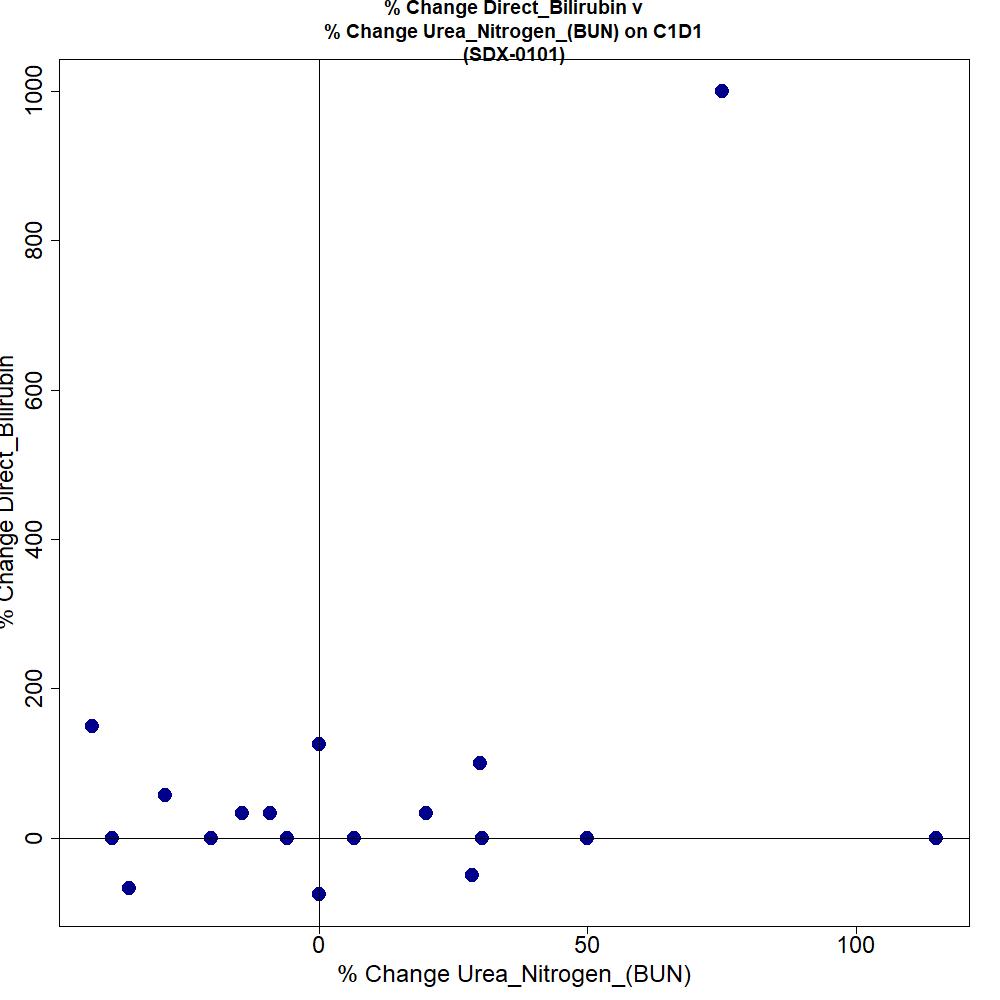 % Change Direct_Bilirubin v
% Change Urea_Nitrogen_(BUN) on C1D1
(SDX-0101)
1000
800
600
400
200
0
% Change Direct_Bilirubin
0 50 100
% Change Urea_Nitrogen_(BUN)